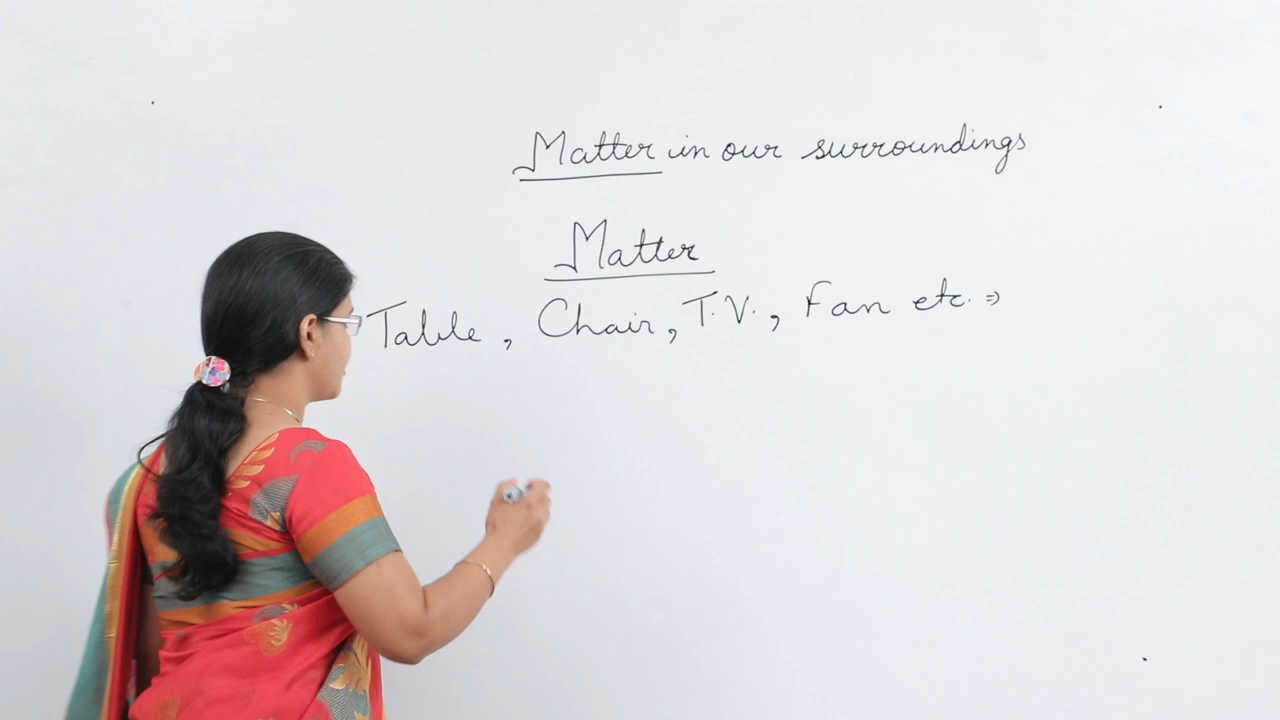 Matter in our surroundings
Matter
Table, Chair, T.V., Fan etc. ⇒